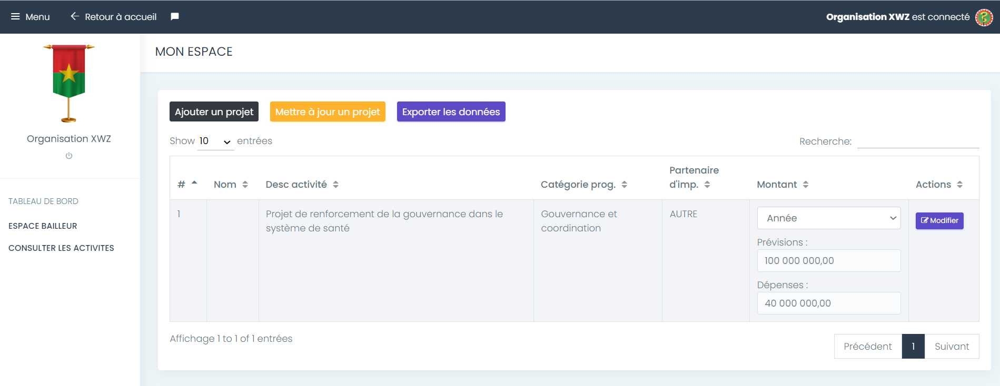 Menu
Retour à accueil
Organisation XWZ est connecté
Organisation XWZ
TABLEAU DE BORD
ESPACE BAILLEUR
CONSULTER LES ACTIVITES
MON ESPACE
Ajouter un projet
Mettre à jour un projet
Exporter les données
Show 10 entrées
Recherche:
#
Nom
Desc activité
Catégorie prog.
Partenaire
d'imp.
Montant
Actions
1
Projet de renforcement de la gouvernance dans le
système de santé
Gouvernance et
coordination
AUTRE
Année
Prévisions :
100 000 000,00
Dépenses :
40 000 000,00
Modifier
Affichage 1 to 1 of 1 entrées
Précédent
1
Suivant